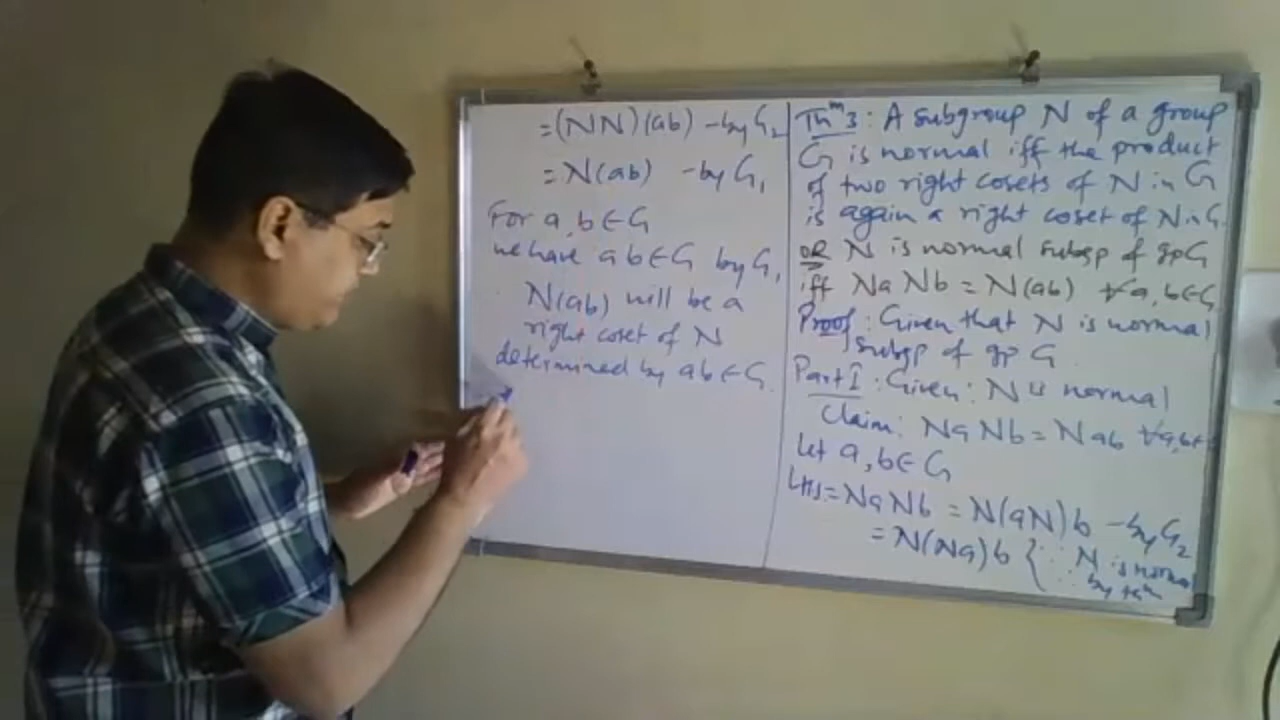 = (NN)(ab) - by G₂
= N(ab) - by G₁
For a, b ∈ G
we have ab ∈ G by G₁
N(ab) will be a
right coset of N
determined by ab ∈ G.
Thᵐ 3 : A subgroup N of a group
G is normal iff the product
of two right cosets of N in G
is again a right coset of N in G.
OR N is normal subgp of gp G
iff Na Nb = N(ab) ∀ a, b ∈ G
Proof : Given that N is normal
subgp of gp G
Part I : Given : N is normal
Claim : Na Nb = Nab ∀ a, b ∈
Let a, b ∈ G
LHS = Na Nb = N(aN)b - by G₂
= N(Na)b { ∵ N is normal
by thᵐ